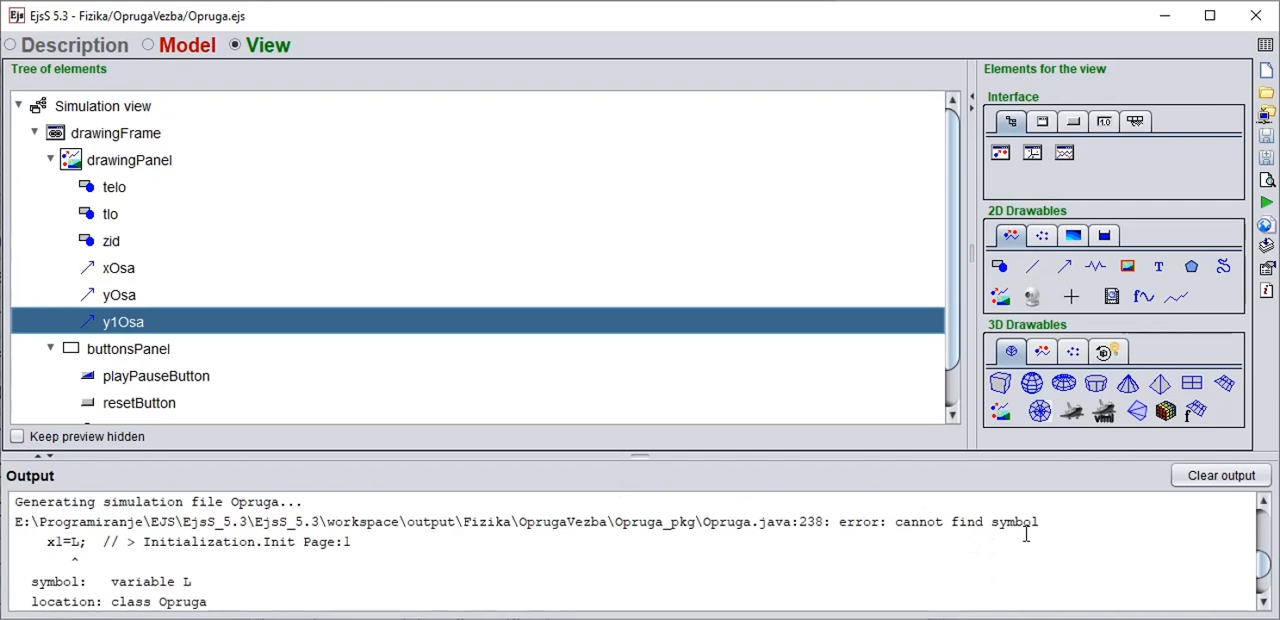 EjsS 5.3 - Fizika/OprugaVezba/Opruga.ejs
Description Model View
Tree of elements
Elements for the view
Simulation view
drawingFrame
drawingPanel
telo
tlo
zid
xOsa
yOsa
y1Osa
buttonsPanel
playPauseButton
resetButton
Keep preview hidden
Interface
2D Drawables
3D Drawables
Output
Clear output
Generating simulation file Opruga...
E:\Programiranje\EJS\EjsS_5.3\EjsS_5.3\workspace\output\Fizika\OprugaVezba\Opruga_pkg\Opruga.java:238: error: cannot find symbol
x1=L;  // > Initialization.Init Page:1
^
symbol:   variable L
location: class Opruga